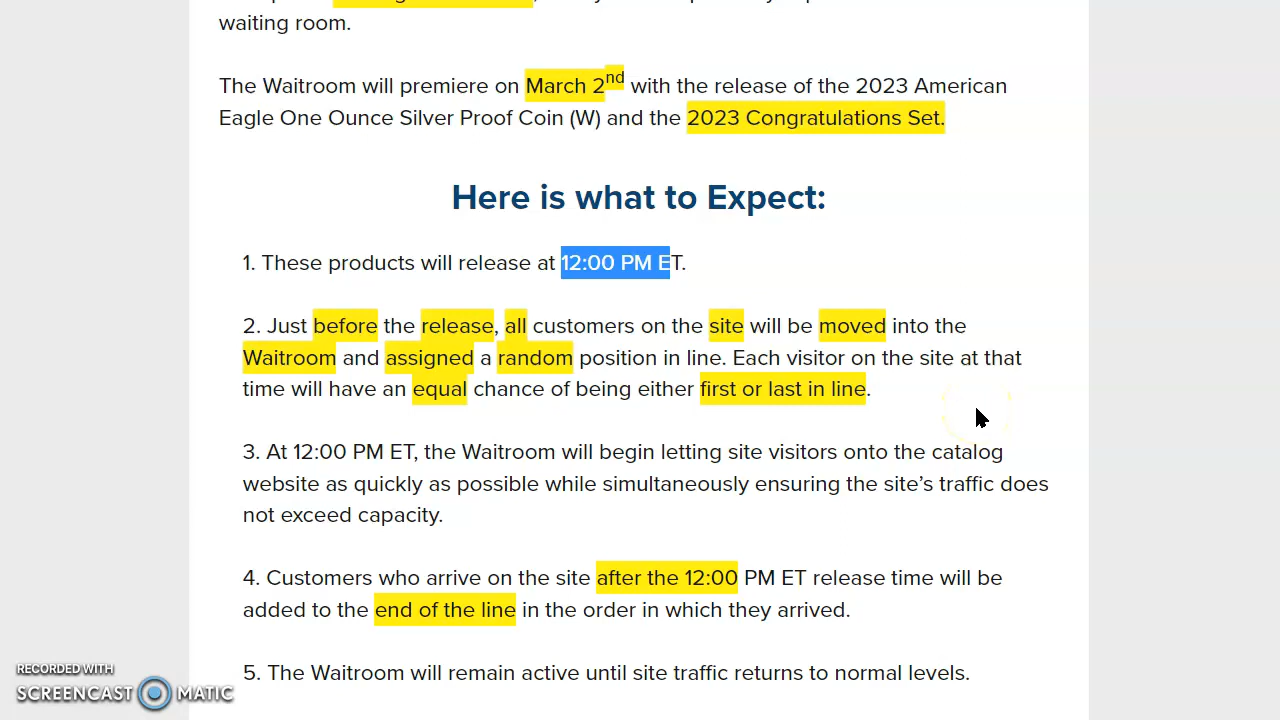 waiting room.
The Waitroom will premiere on March 2nd with the release of the 2023 American
Eagle One Ounce Silver Proof Coin (W) and the 2023 Congratulations Set.
Here is what to Expect:
1. These products will release at 12:00 PM ET.
2. Just before the release, all customers on the site will be moved into the
Waitroom and assigned a random position in line. Each visitor on the site at that
time will have an equal chance of being either first or last in line.
3. At 12:00 PM ET, the Waitroom will begin letting site visitors onto the catalog
website as quickly as possible while simultaneously ensuring the site’s traffic does
not exceed capacity.
4. Customers who arrive on the site after the 12:00 PM ET release time will be
added to the end of the line in the order in which they arrived.
5. The Waitroom will remain active until site traffic returns to normal levels.
RECORDED WITH
SCREENCAST MATIC